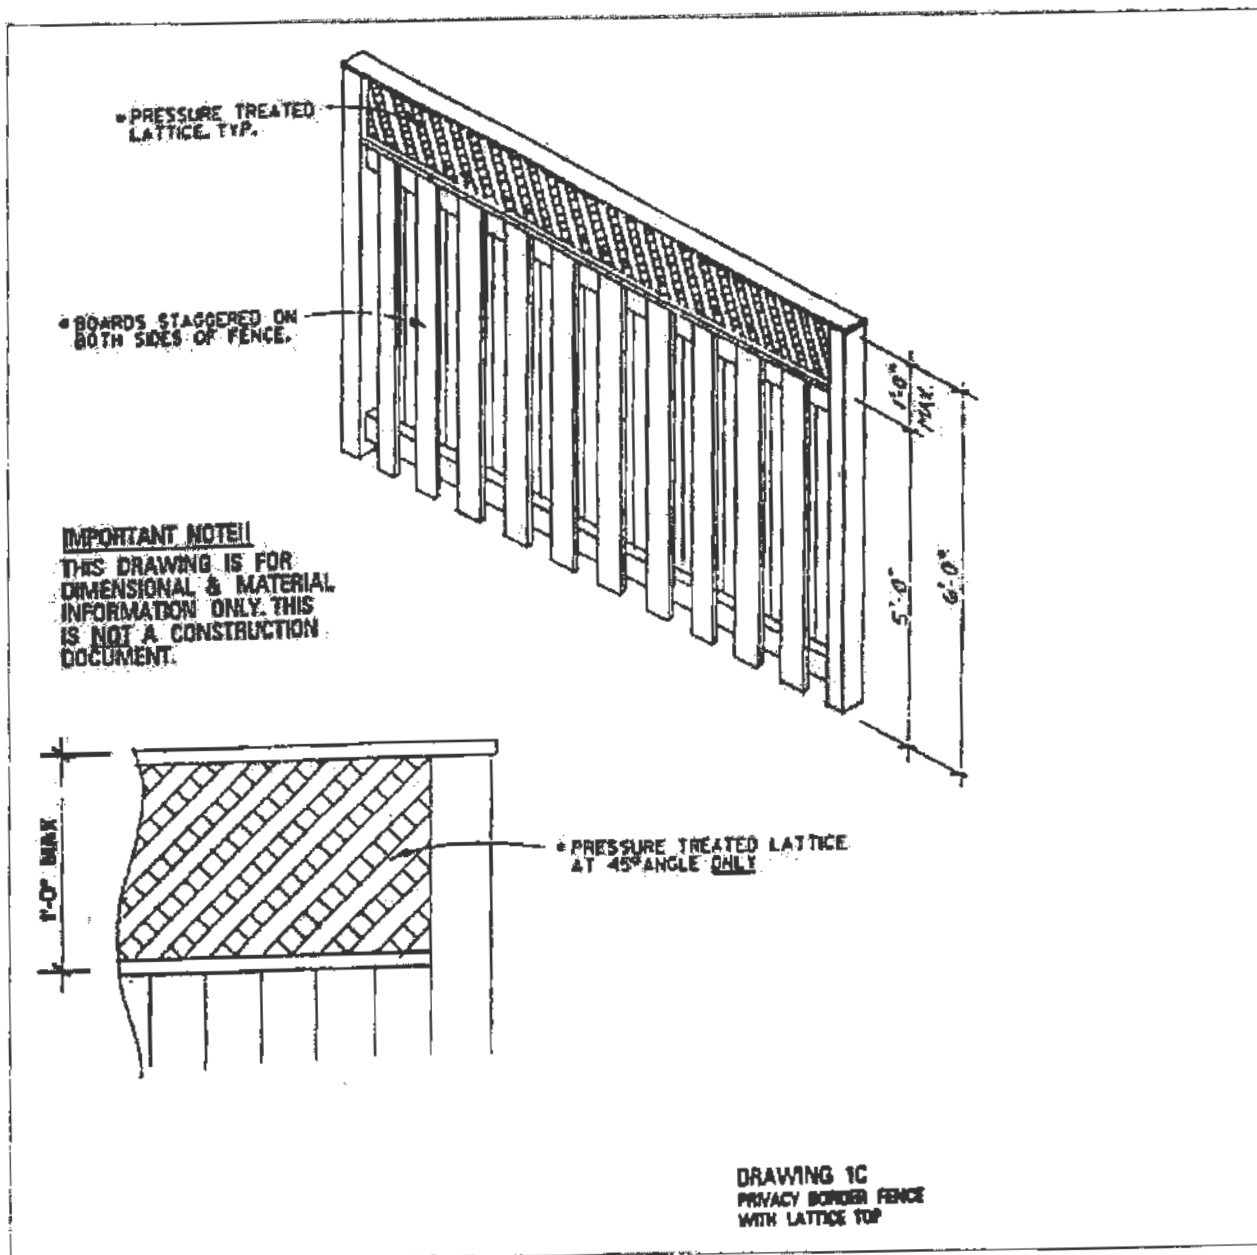 * PRESSURE TREATED
LATTICE, TYP.
* BOARDS STAGGERED ON
BOTH SIDES OF FENCE.
1'-0"
MAX.
5'-0"
6'-0"
IMPORTANT NOTE!!
THIS DRAWING IS FOR
DIMENSIONAL & MATERIAL
INFORMATION ONLY. THIS
IS NOT A CONSTRUCTION
DOCUMENT.
1'-0" MAX
* PRESSURE TREATED LATTICE
AT 45° ANGLE ONLY
DRAWING 1C
PRIVACY BORDER FENCE
WITH LATTICE TOP